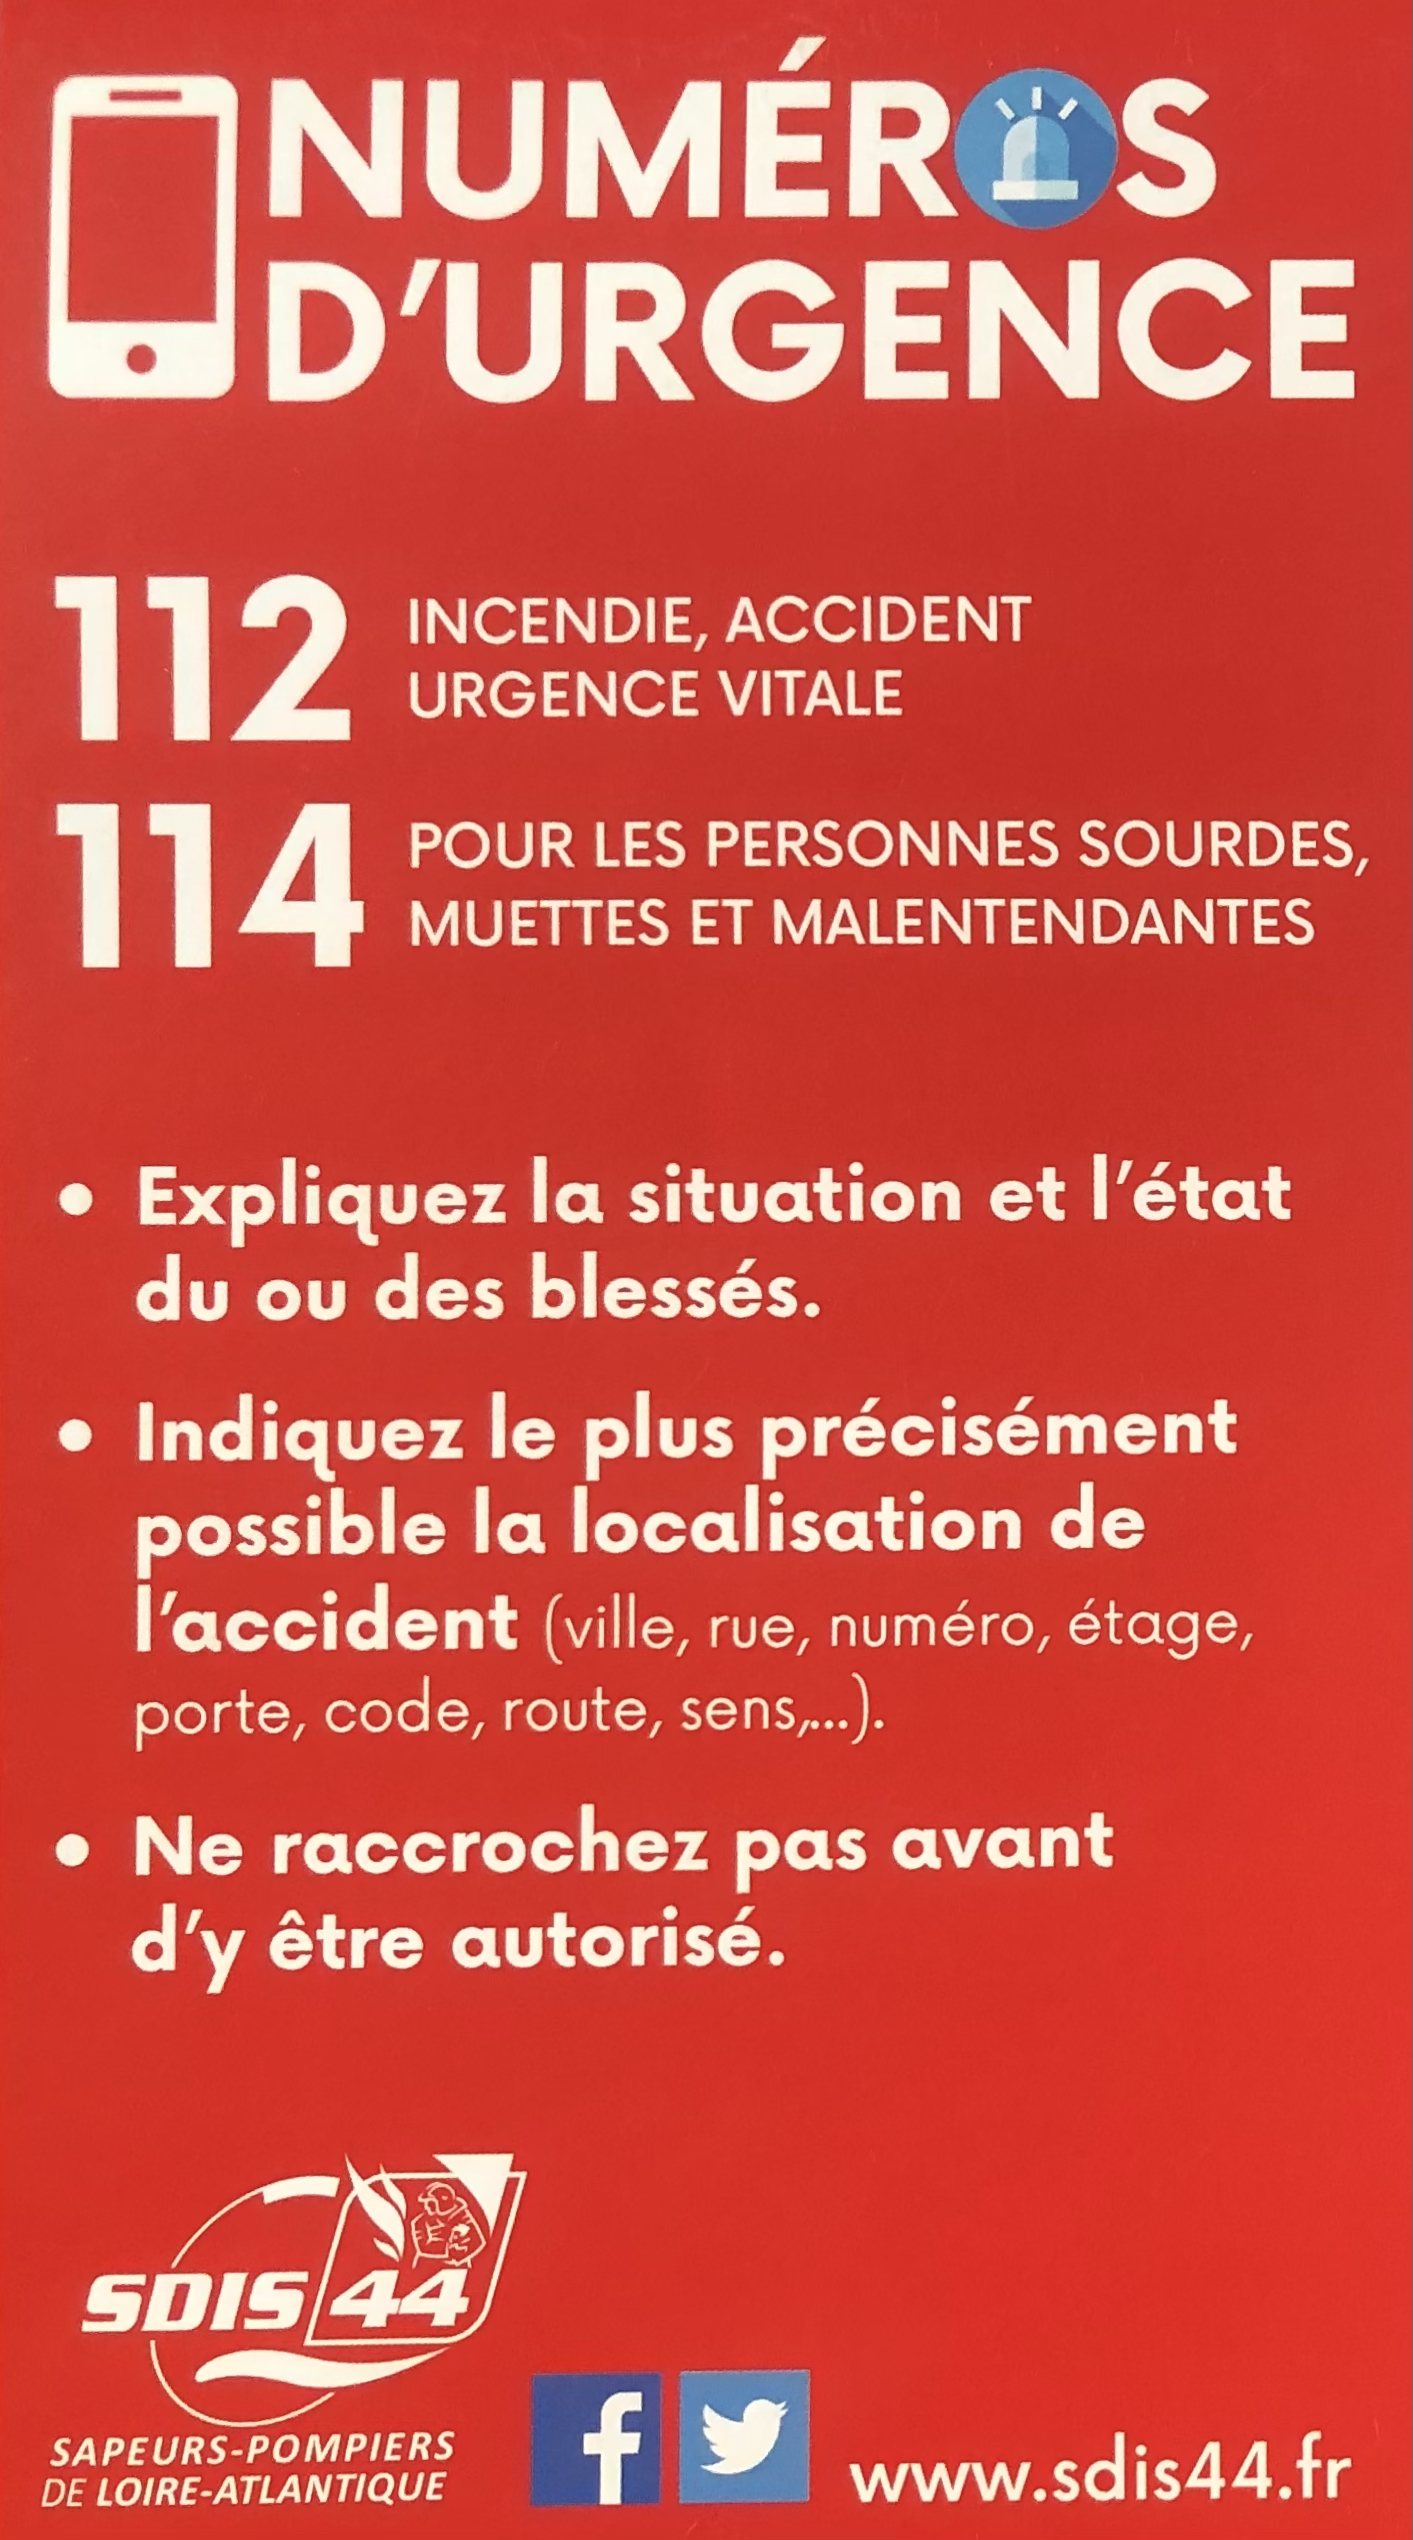 NUMÉROS
D'URGENCE
112
INCENDIE, ACCIDENT
URGENCE VITALE
114
POUR LES PERSONNES SOURDES,
MUETTES ET MALENTENDANTES
• Expliquez la situation et l'état
du ou des blessés.
• Indiquez le plus précisément
possible la localisation de
l'accident (ville, rue, numéro, étage,
porte, code, route, sens,...).
• Ne raccrochez pas avant
d'y être autorisé.
SDIS 44
SAPEURS-POMPIERS
DE LOIRE-ATLANTIQUE
f
www.sdis44.fr